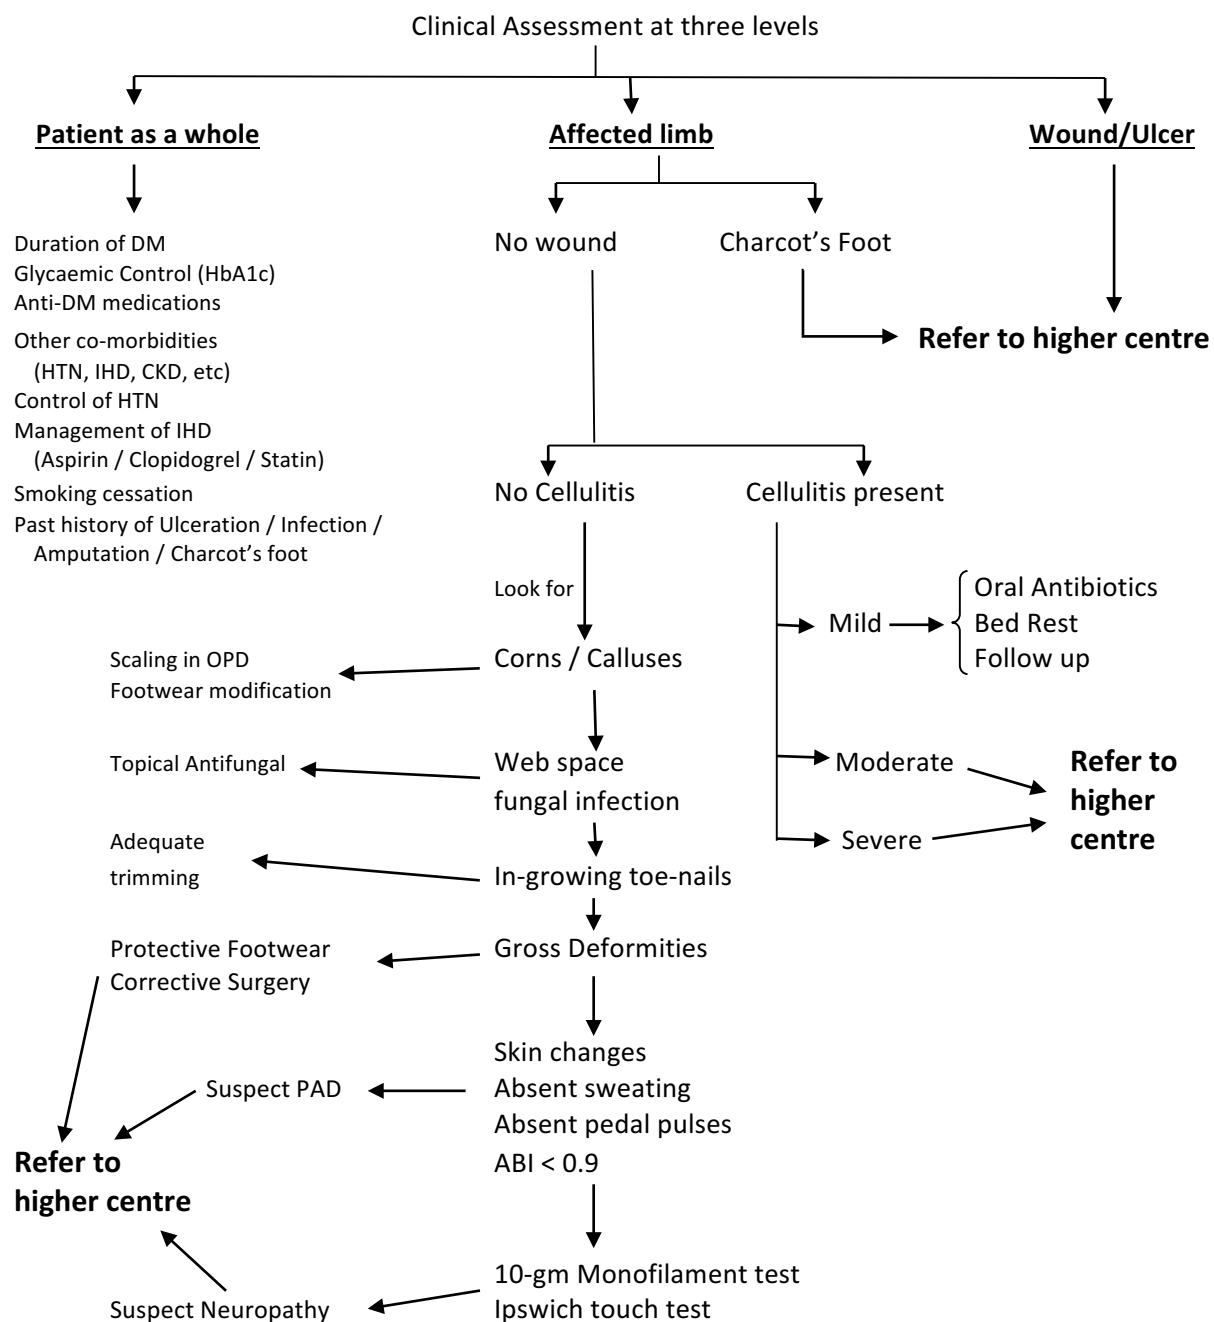 Clinical Assessment at three levels
Patient as a whole
Affected limb
Wound/Ulcer
Duration of DM
Glycaemic Control (HbA1c)
Anti-DM medications
Other co-morbidities
(HTN, IHD, CKD, etc)
Control of HTN
Management of IHD
(Aspirin / Clopidogrel / Statin)
Smoking cessation
Past history of Ulceration / Infection /
Amputation / Charcot’s foot
No wound
Charcot’s Foot
Refer to higher centre
No Cellulitis
Cellulitis present
Look for
Oral Antibiotics
Mild
Bed Rest
Follow up
Corns / Calluses
Scaling in OPD
Footwear modification
Web space
fungal infection
Topical Antifungal
Moderate
Severe
Refer to
higher
centre
In-growing toe-nails
Adequate
trimming
Gross Deformities
Protective Footwear
Corrective Surgery
Skin changes
Absent sweating
Absent pedal pulses
ABI < 0.9
Suspect PAD
Refer to
higher centre
10-gm Monofilament test
Ipswich touch test
Suspect Neuropathy